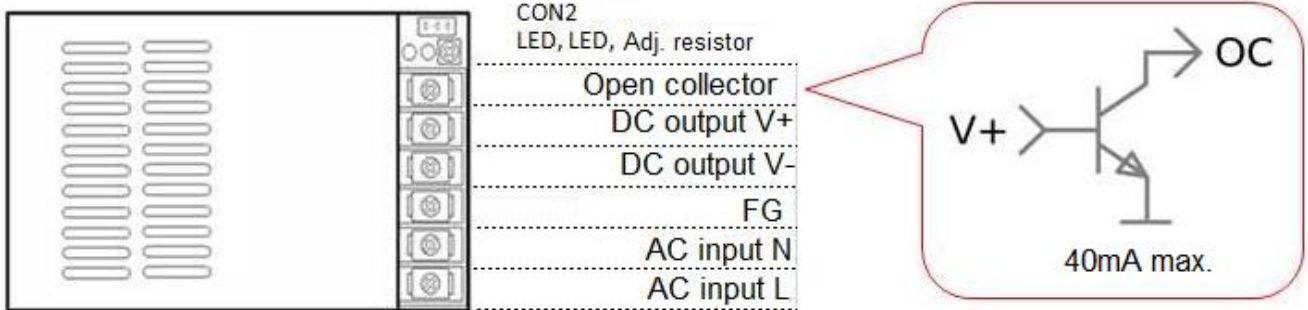 CON2
LED, LED, Adj. resistor
Open collector
DC output V+
DC output V-
FG
AC input N
AC input L
OC
V+
40mA max.